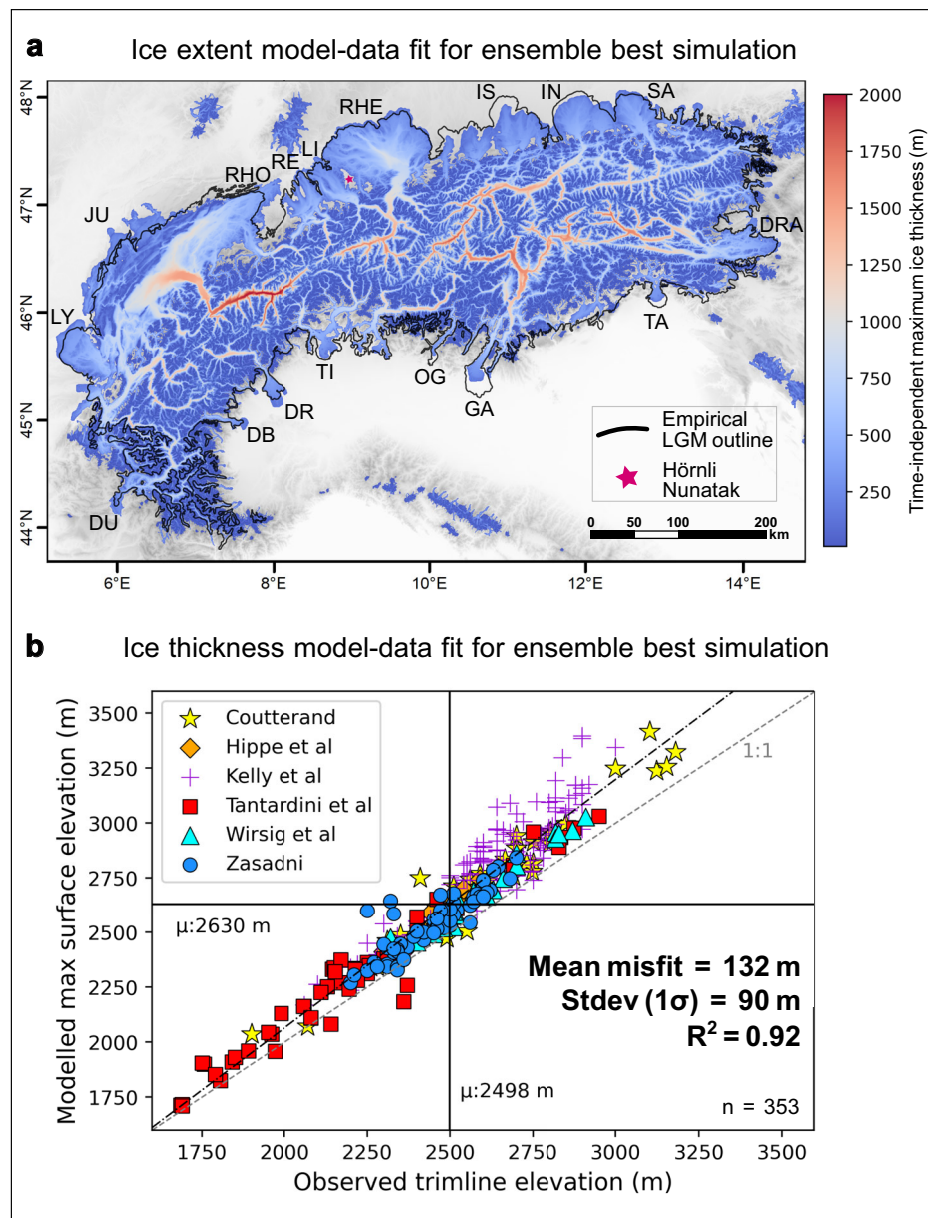 a Ice extent model-data fit for ensemble best simulation
48°N
47°N
46°N
45°N
44°N
6°E
8°E
10°E
12°E
14°E
IS
IN
SA
RHE
LI
RE
RHO
JU
DRA
LY
TA
TI
OG
GA
DR
DB
DU
Empirical
LGM outline
Hörnli
Nunatak
0 50 100 200
km
2000
1750
1500
1250
1000
750
500
250
Time-independent maximum ice thickness (m)
b Ice thickness model-data fit for ensemble best simulation
Coutterand
Hippe et al
Kelly et al
Tantardini et al
Wirsig et al
Zasadni
1:1
μ:2630 m
μ:2498 m
Mean misfit = 132 m
Stdev (1σ) = 90 m
R² = 0.92
n = 353
3500
3250
3000
2750
2500
2250
2000
1750
Modelled max surface elevation (m)
1750 2000 2250 2500 2750 3000 3250 3500
Observed trimline elevation (m)